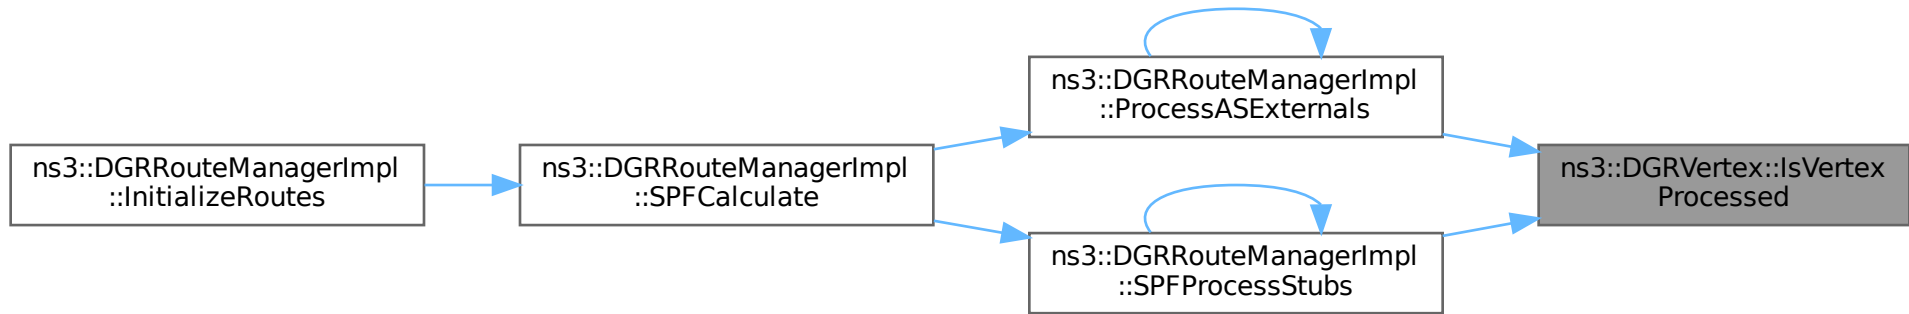 ns3::DGRRouteManagerImpl
::InitializeRoutes
ns3::DGRRouteManagerImpl
::SPFCalculate
ns3::DGRRouteManagerImpl
::ProcessASExternals
ns3::DGRRouteManagerImpl
::SPFProcessStubs
ns3::DGRVertex::IsVertex
Processed